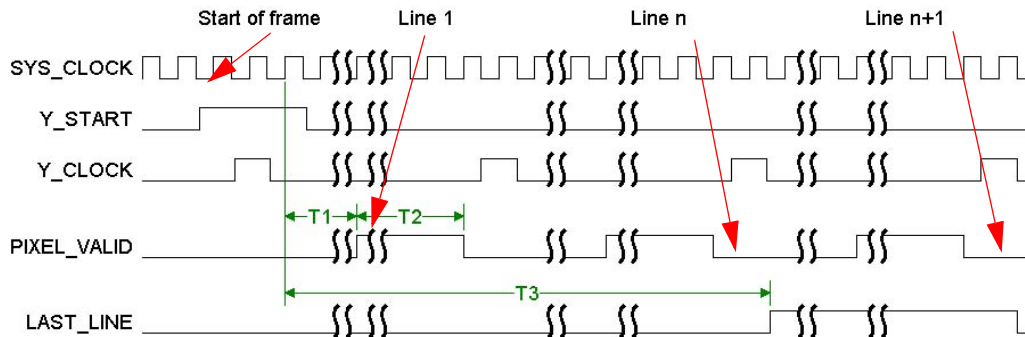 Start of frame Line 1 Line n Line n+1
SYS_CLOCK
Y_START
Y_CLOCK
T1 T2
PIXEL_VALID
T3
LAST_LINE